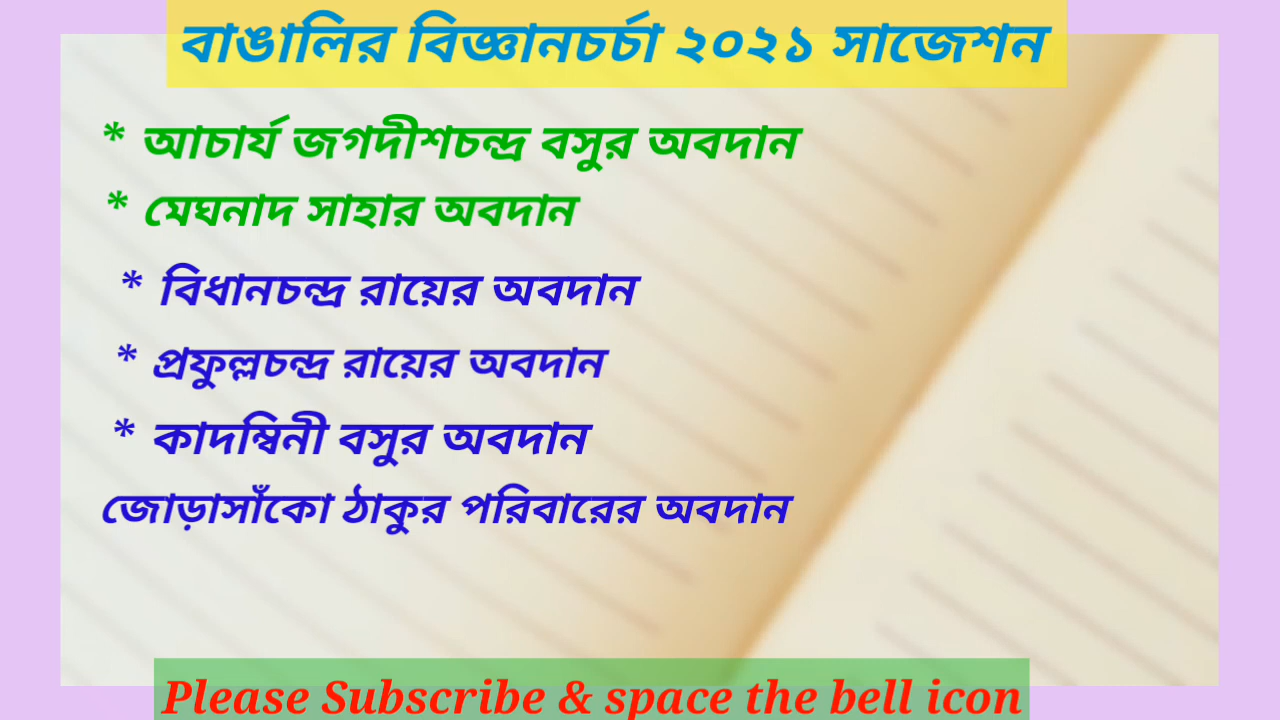 বাঙালির বিজ্ঞানচর্চা ২০২১ সাজেশন
* আচার্য জগদীশচন্দ্র বসুর অবদান
* মেঘনাদ সাহার অবদান
* বিধানচন্দ্র রায়ের অবদান
* প্রফুল্লচন্দ্র রায়ের অবদান
* কাদম্বিনী বসুর অবদান
জোড়াসাঁকো ঠাকুর পরিবারের অবদান
Please Subscribe & space the bell icon